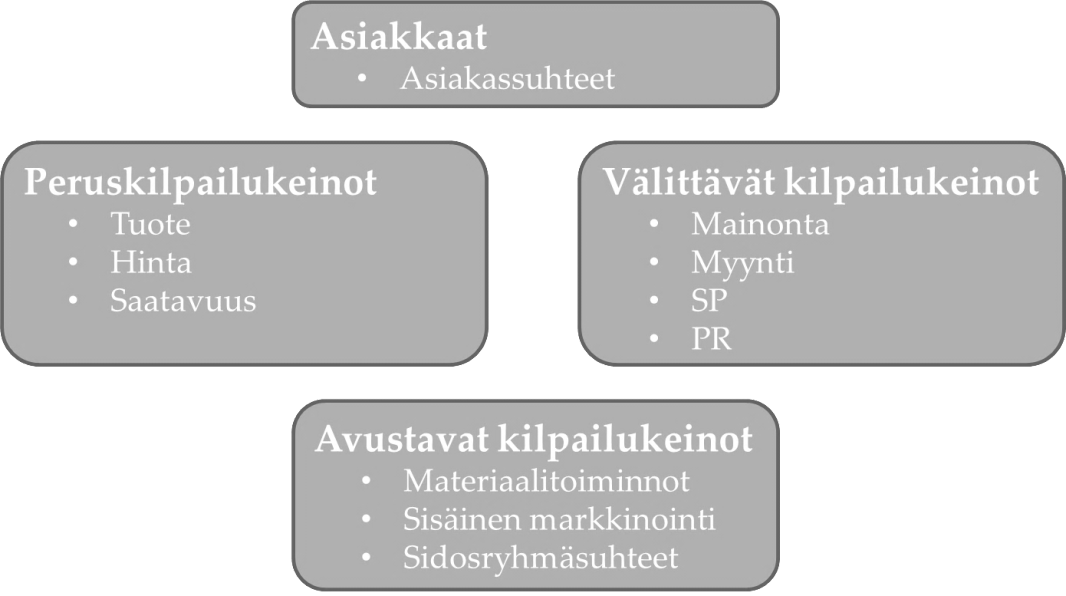 Asiakkaat
• Asiakassuhteet
Peruskilpailukeinot
• Tuote
• Hinta
• Saatavuus
Välittävät kilpailukeinot
• Mainonta
• Myynti
• SP
• PR
Avustavat kilpailukeinot
• Materiaalitoiminnot
• Sisäinen markkinointi
• Sidosryhmäsuhteet